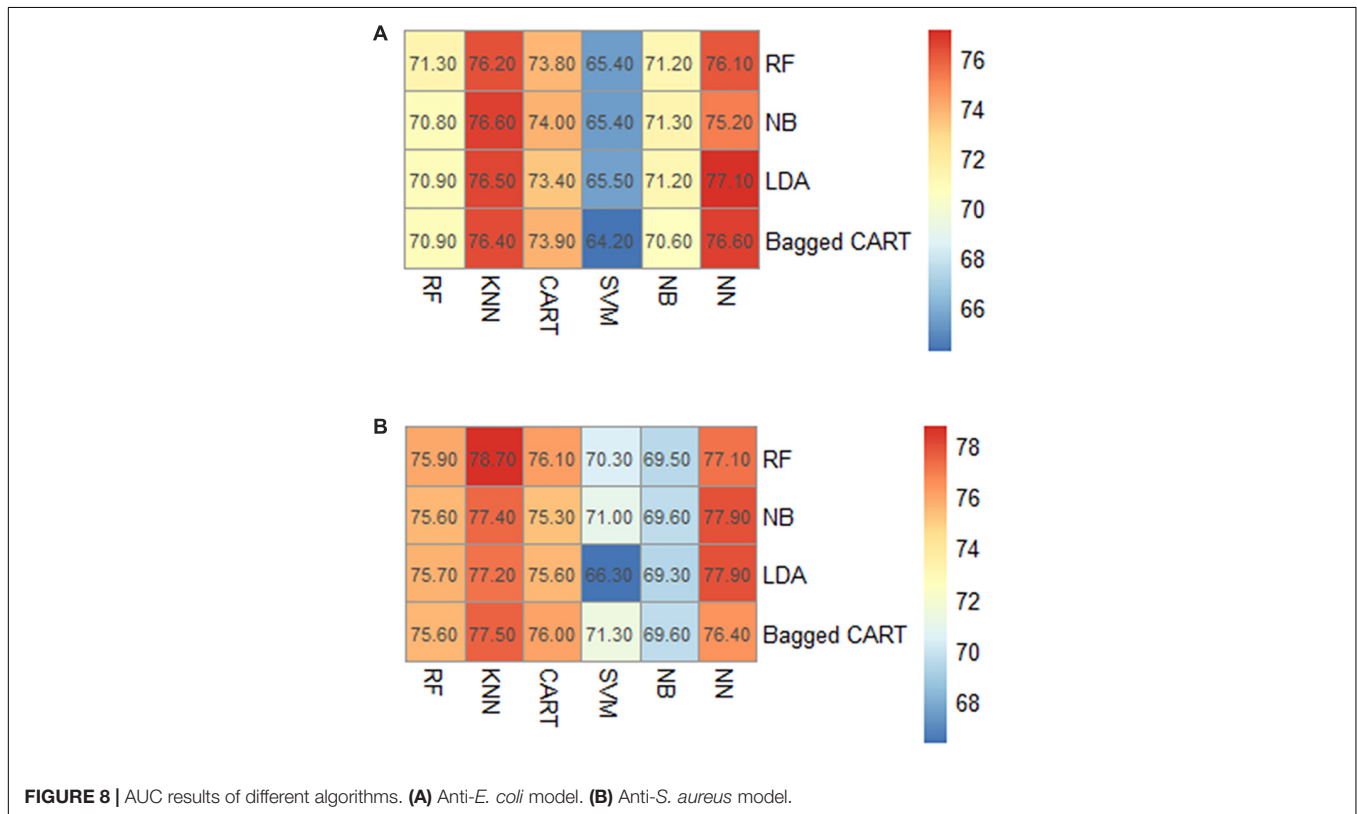 A
71.30 76.20 73.80 65.40 71.20 76.10 RF
70.80 76.60 74.00 65.40 71.30 75.20 NB
70.90 76.50 73.40 65.50 71.20 77.10 LDA
70.90 76.40 73.90 64.20 70.60 76.60 Bagged CART
RF KNN CART SVM NB NN
76
74
72
70
68
66
B
75.90 78.70 76.10 70.30 69.50 77.10 RF
75.60 77.40 75.30 71.00 69.60 77.90 NB
75.70 77.20 75.60 66.30 69.30 77.90 LDA
75.60 77.50 76.00 71.30 69.60 76.40 Bagged CART
RF KNN CART SVM NB NN
78
76
74
72
70
68
FIGURE 8 | AUC results of different algorithms. (A) Anti-E. coli model. (B) Anti-S. aureus model.